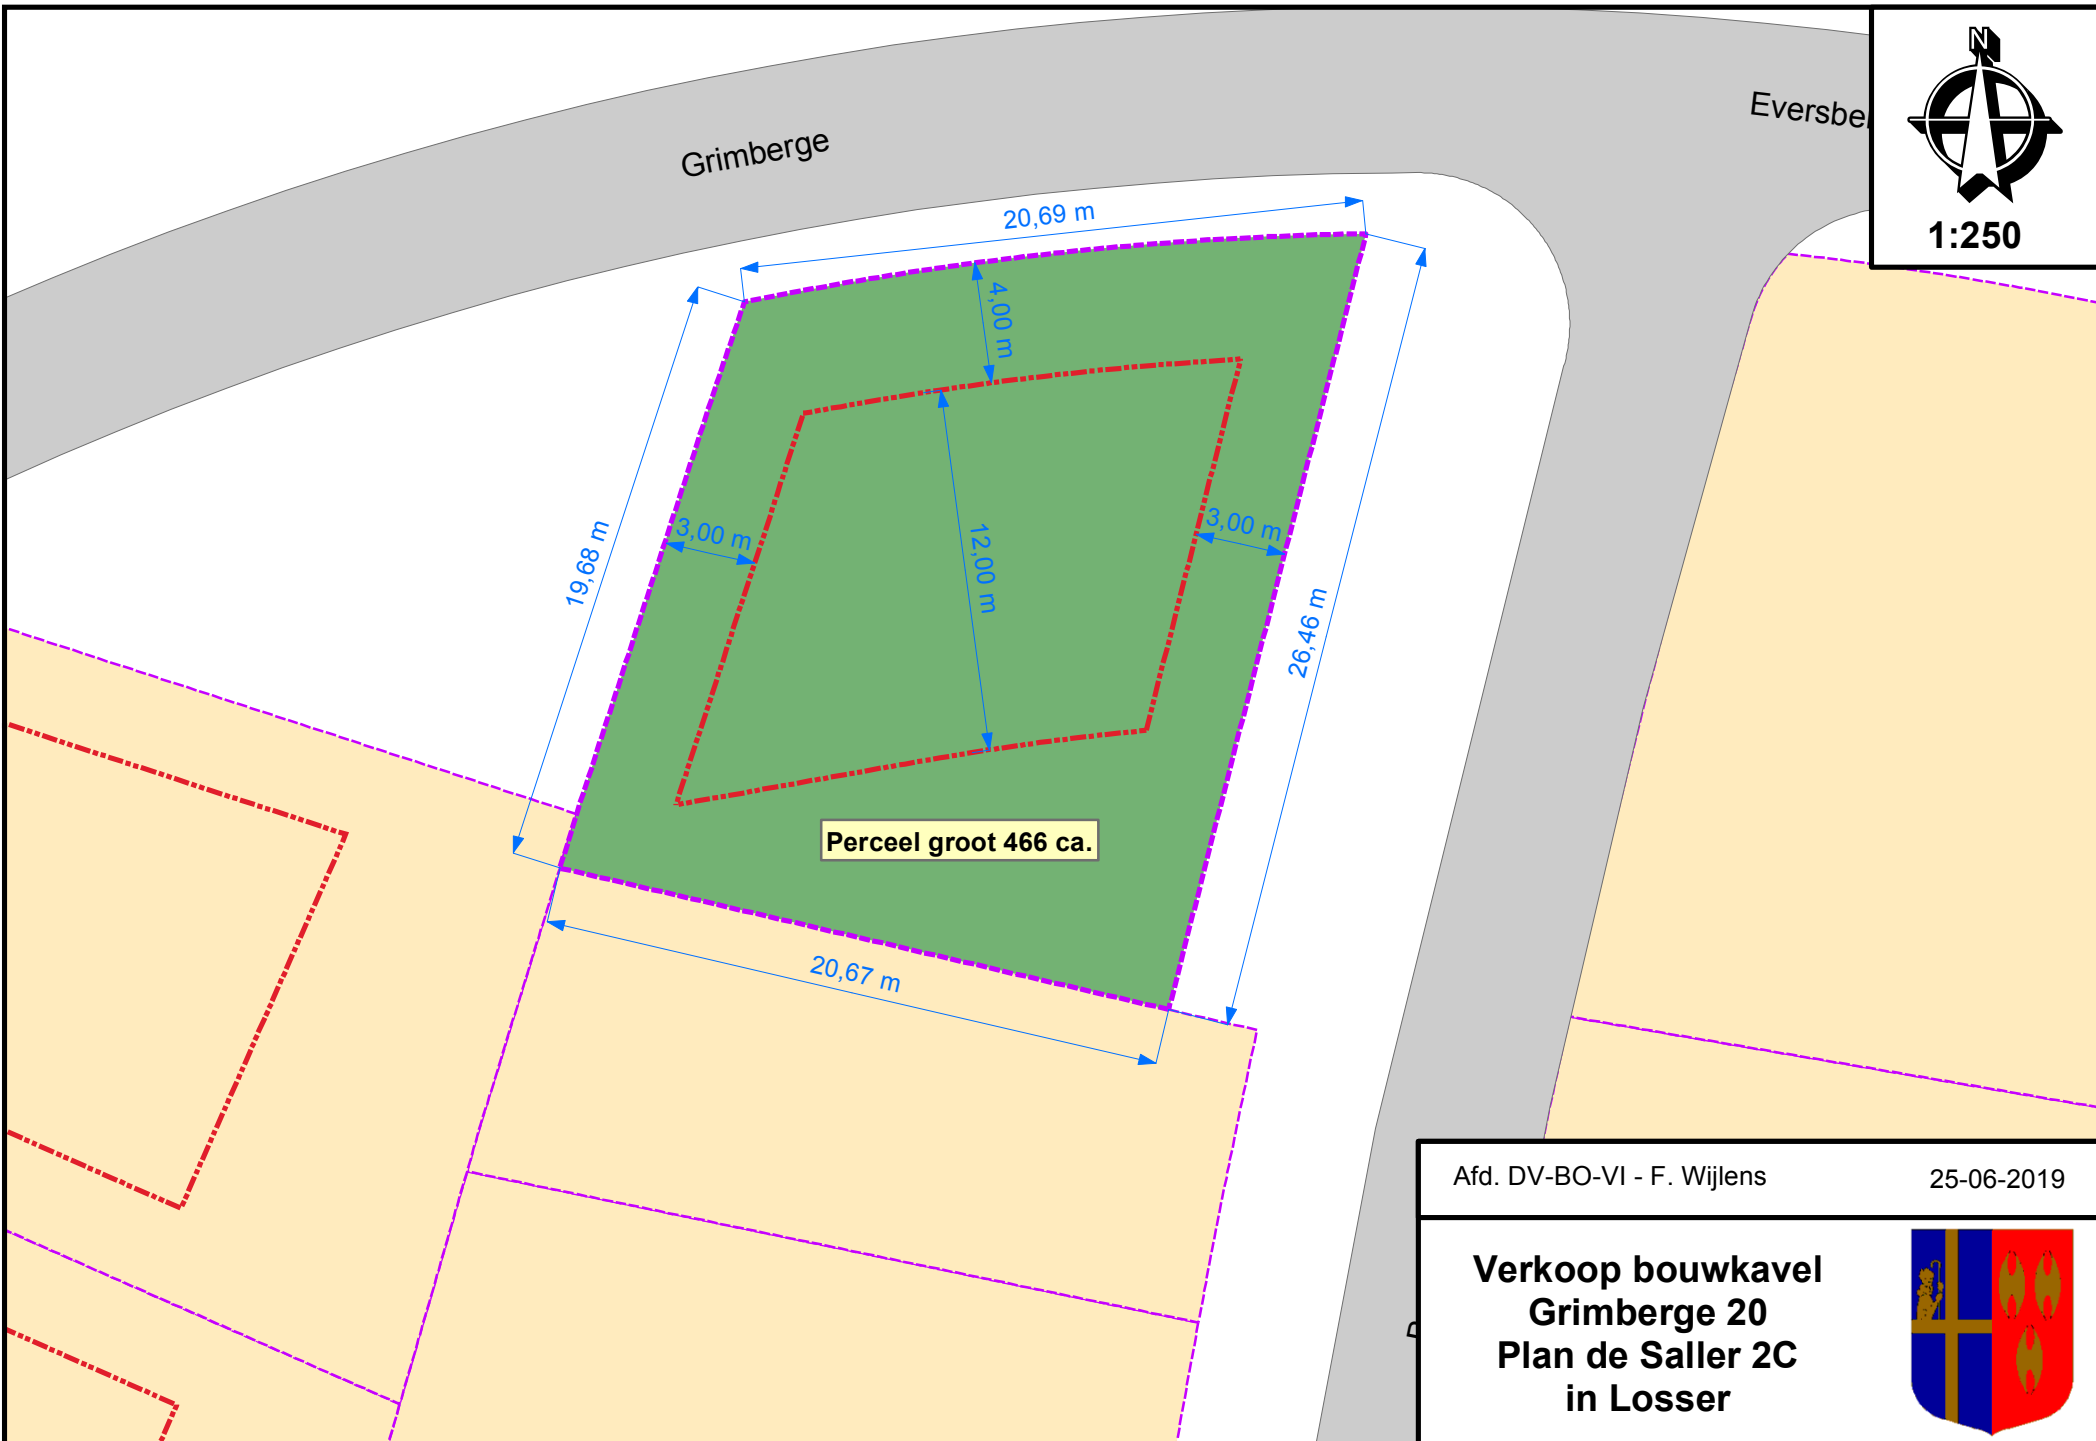 N
1:250
Grimberge
20,69 m
4,00 m
19,68 m
3,00 m
12,00 m
3,00 m
26,46 m
Perceel groot 466 ca.
20,67 m
Afd. DV-BO-VI - F. Wijlens 25-06-2019
Verkoop bouwkavel
Grimberge 20
Plan de Saller 2C
in Losser